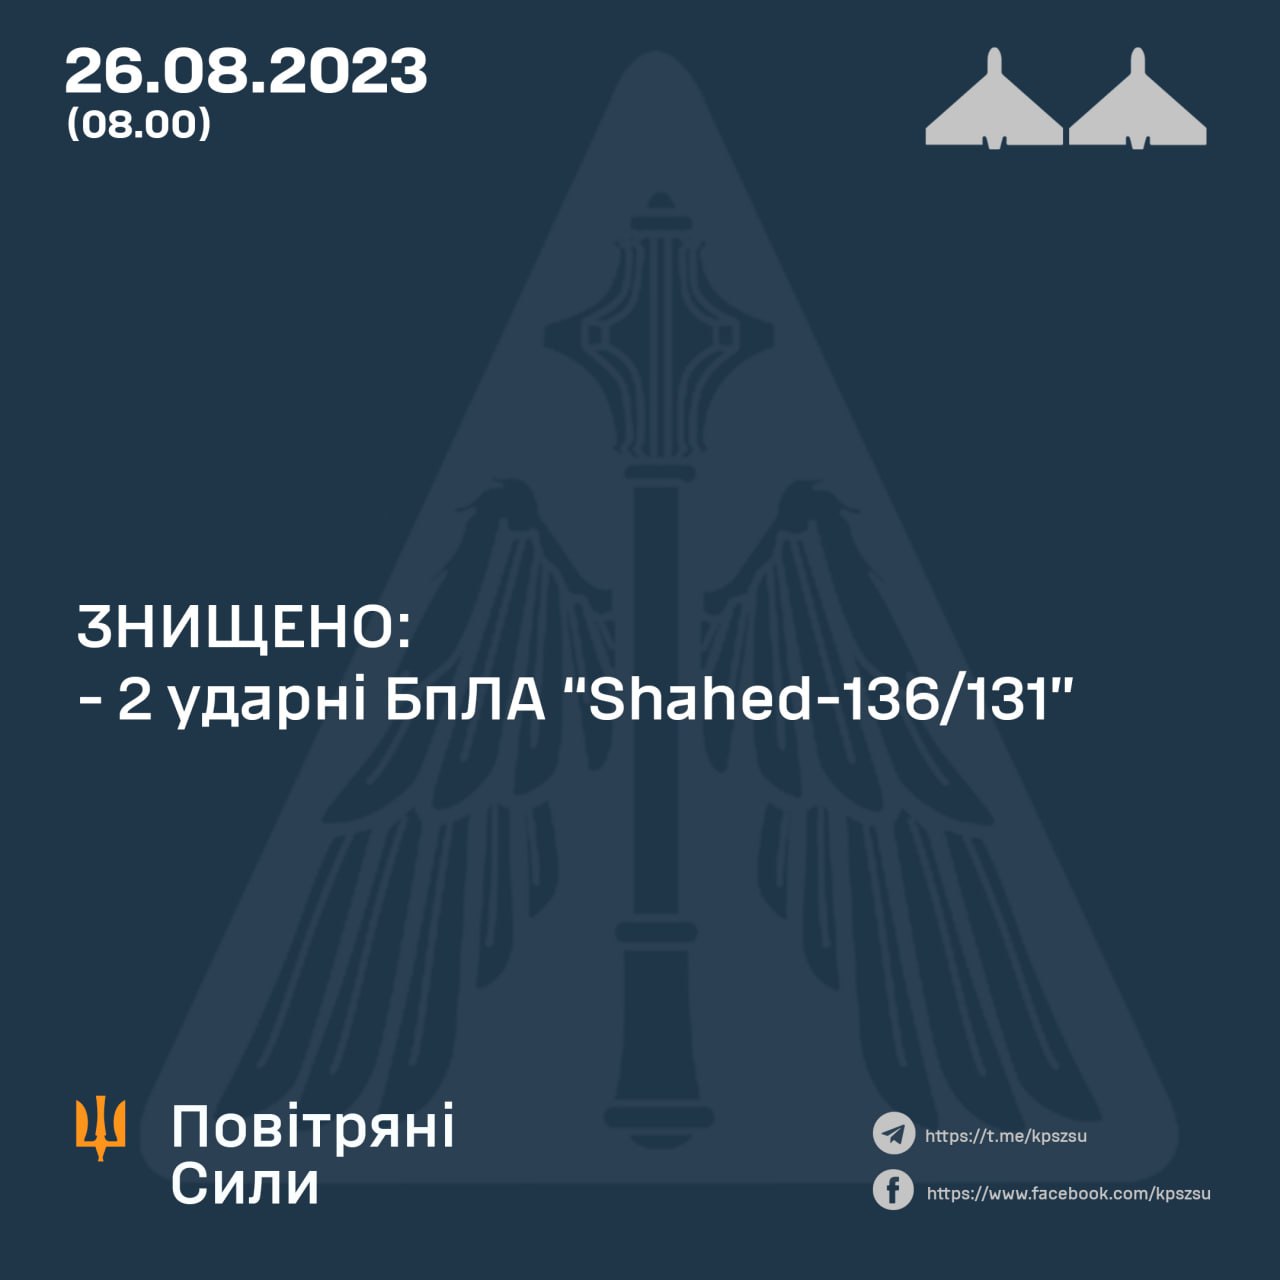 26.08.2023
(08.00)
ЗНИЩЕНО:
- 2 ударні БпЛА “Shahed-136/131”
Повітряні
Сили
https://t.me/kpszsu
https://www.facebook.com/kpszsu